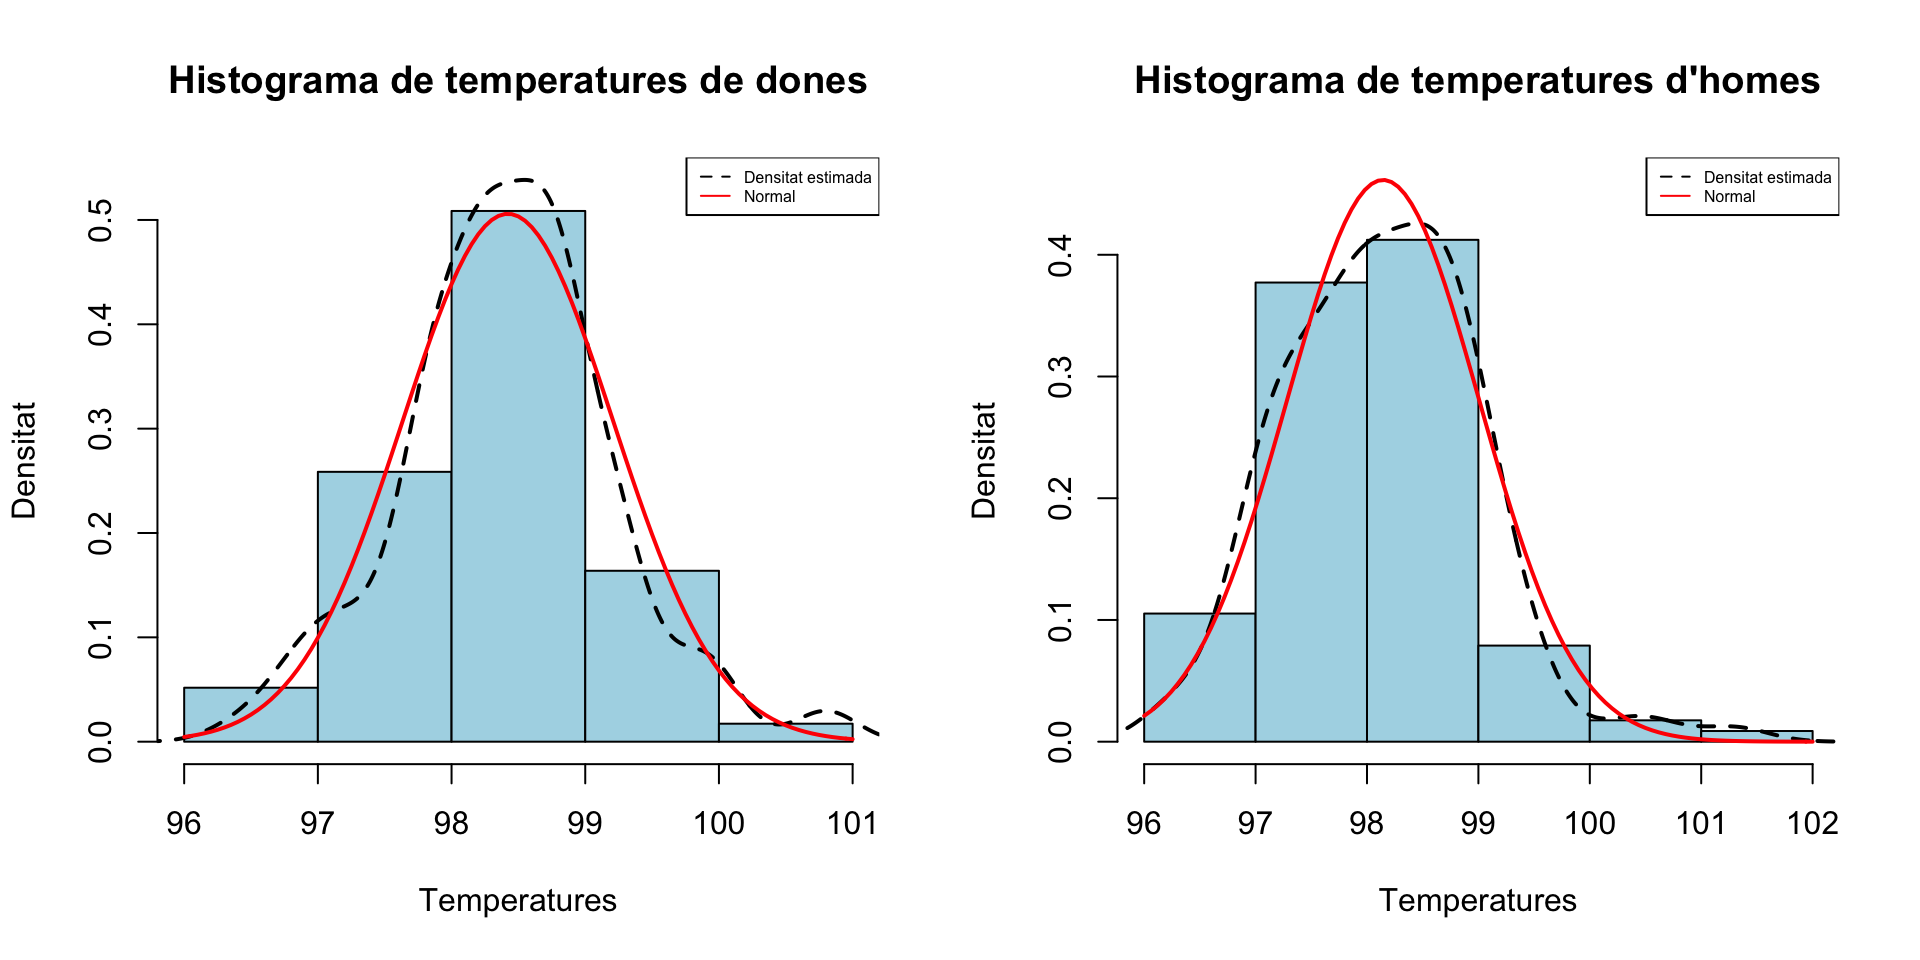 Histograma de temperatures de dones
Densitat estimada
Normal
0.5
0.4
0.3
0.2
0.1
0.0
Densitat
96 97 98 99 100 101
Temperatures
Histograma de temperatures d'homes
Densitat estimada
Normal
0.4
0.3
0.2
0.1
0.0
Densitat
96 97 98 99 100 101 102
Temperatures